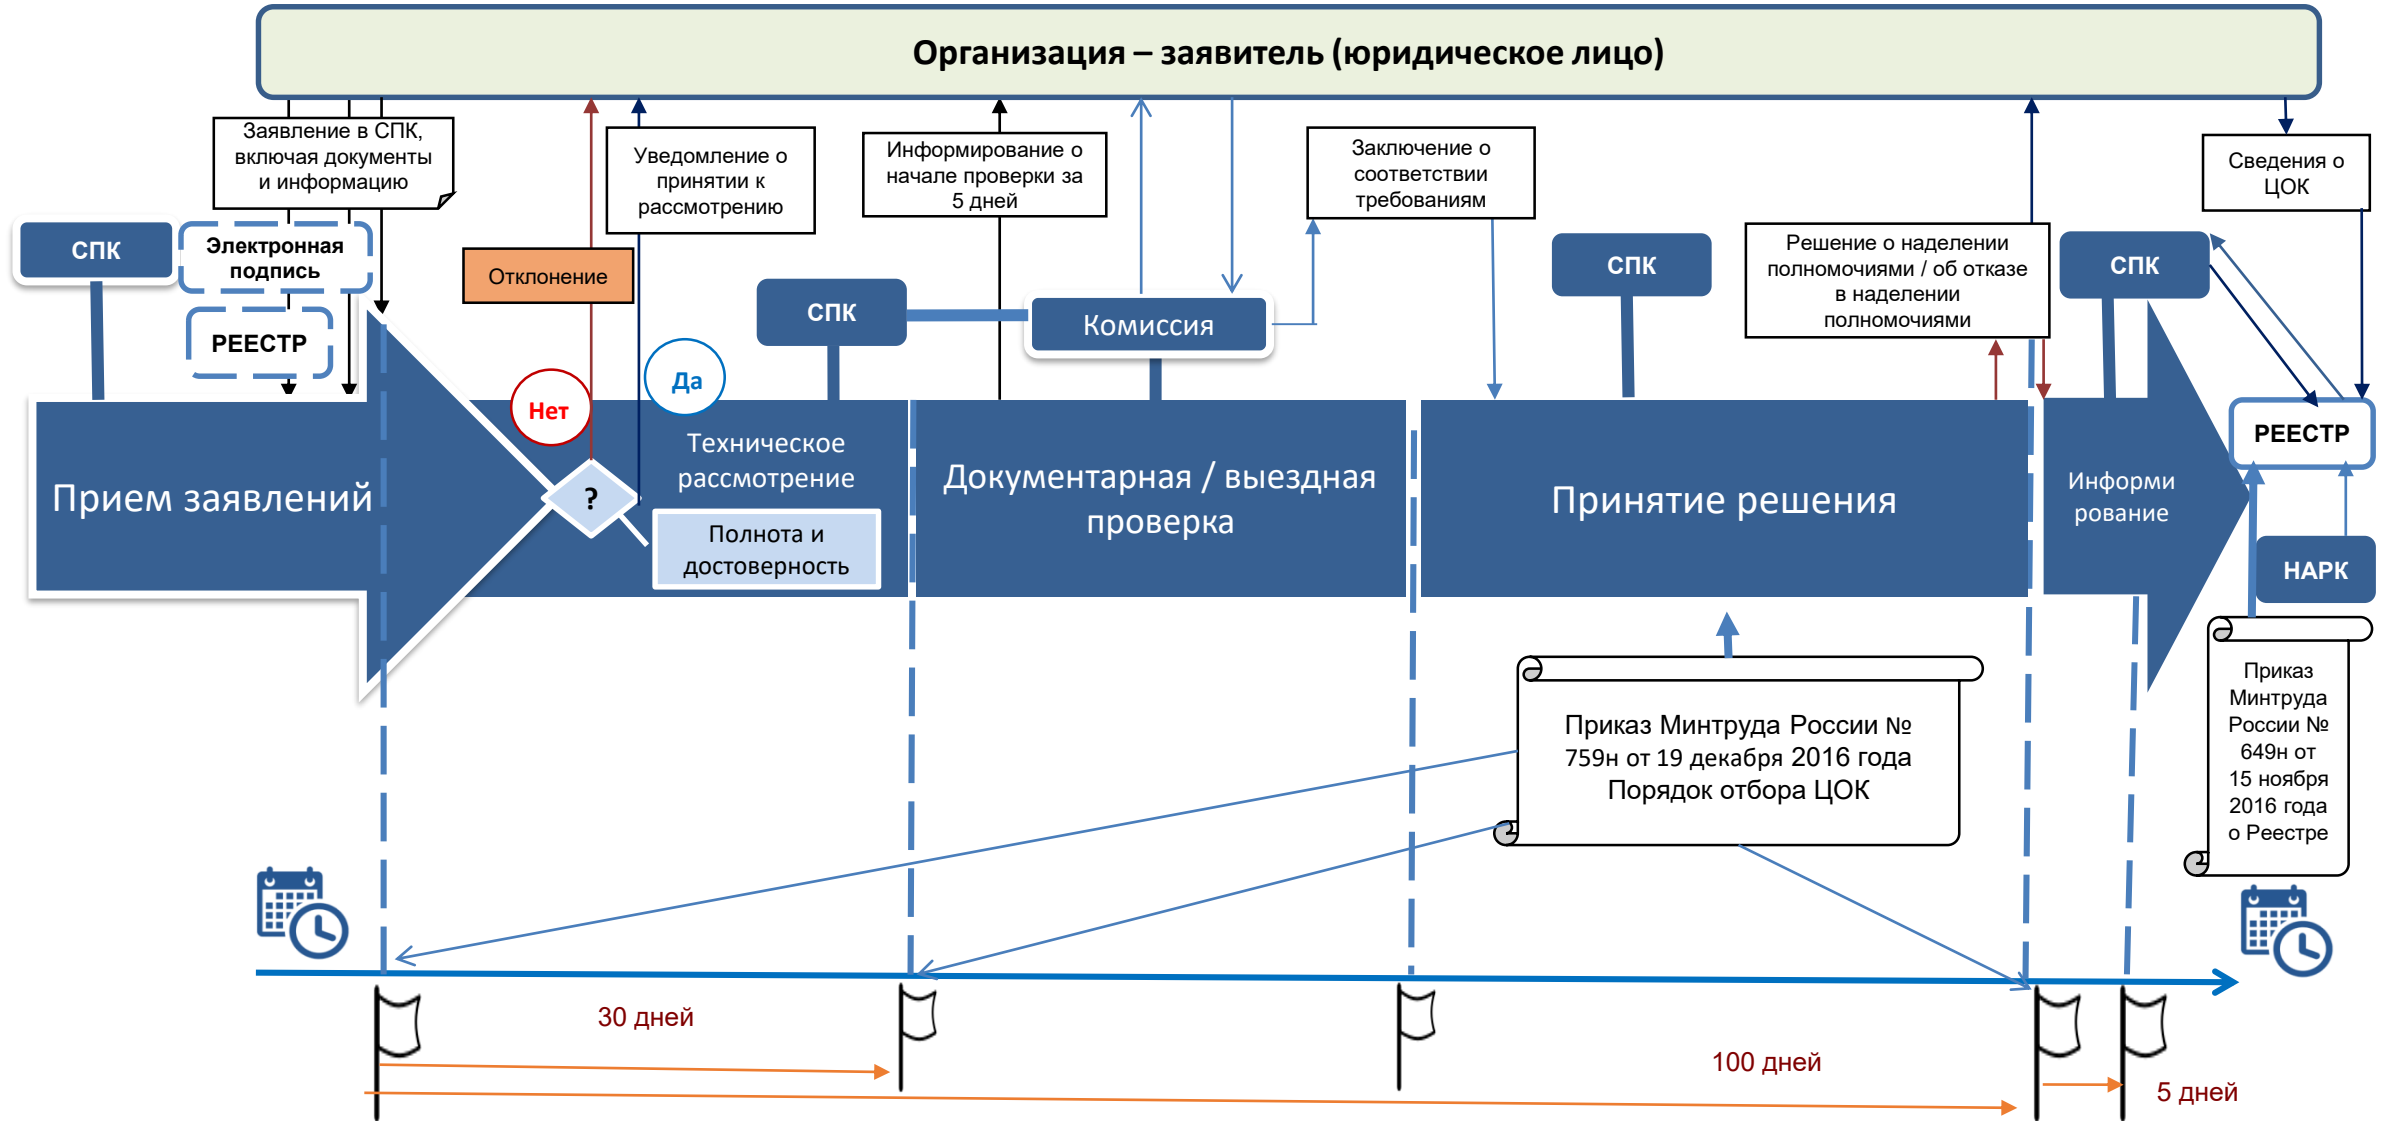 Организация – заявитель (юридическое лицо)
Заявление в СПК,
включая документы
и информацию
Уведомление о
принятии к
рассмотрению
Информирование о
начале проверки за
5 дней
Заключение о
соответствии
требованиям
Сведения о
ЦОК
СПК
Электронная
подпись
РЕЕСТР
Отклонение
СПК
Комиссия
СПК
Решение о наделении
полномочиями / об отказе
в наделении
полномочиями
СПК
Нет
Да
РЕЕСТР
Прием заявлений
?
Техническое
рассмотрение
Полнота и
достоверность
Документарная / выездная
проверка
Принятие решения
Информи
рование
НАРК
Приказ Минтруда России №
759н от 19 декабря 2016 года
Порядок отбора ЦОК
Приказ
Минтруда
России №
649н от
15 ноября
2016 года
о Реестре
30 дней
100 дней
5 дней